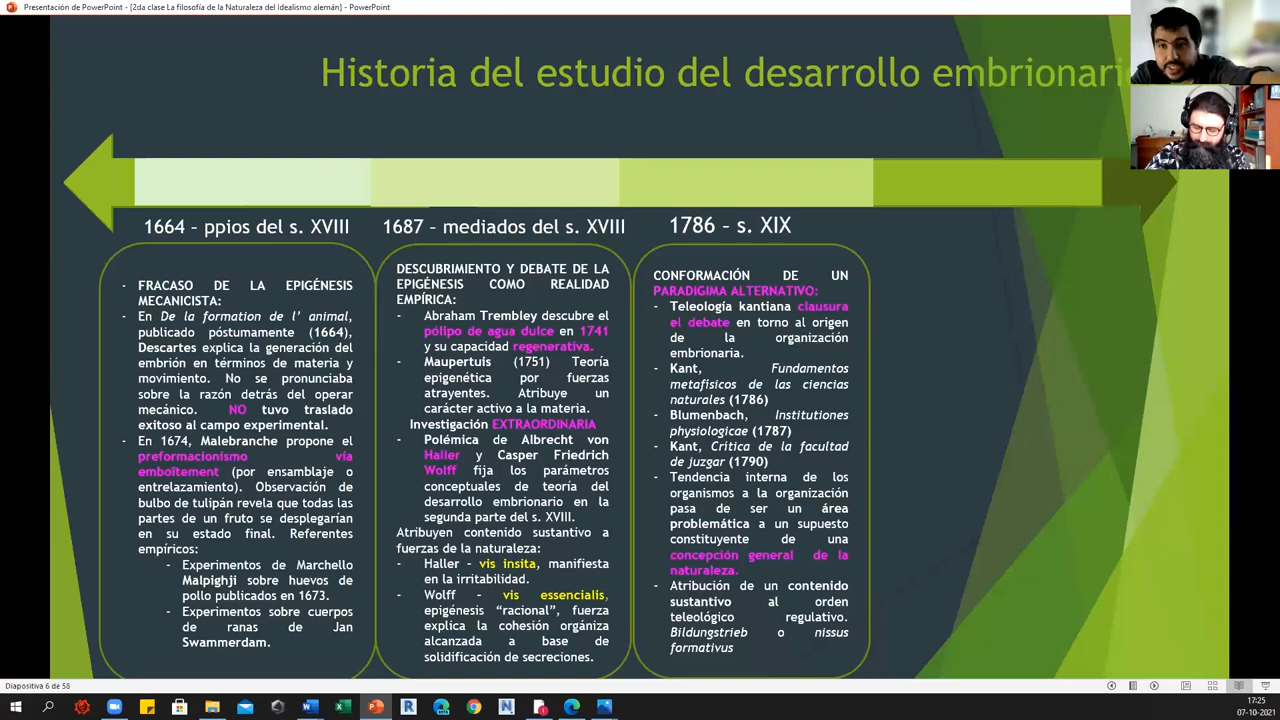 Presentación de PowerPoint - [2da clase La filosofía de la Naturaleza del Idealismo alemán] - PowerPoint
Historia del estudio del desarrollo embrionari
1664 – ppios del s. XVIII
- FRACASO DE LA EPIGÉNESIS
MECANICISTA:
- En De la formation de l' animal,
publicado póstumamente (1664),
Descartes explica la generación del
embrión en términos de materia y
movimiento. No se pronunciaba
sobre la razón detrás del operar
mecánico. NO tuvo traslado
exitoso al campo experimental.
- En 1674, Malebranche propone el
preformacionismo vía
emboîtement (por ensamblaje o
entrelazamiento). Observación de
bulbo de tulipán revela que todas las
partes de un fruto se desplegarían
en su estado final. Referentes
empíricos:
- Experimentos de Marchello
Malpighji sobre huevos de
pollo publicados en 1673.
- Experimentos sobre cuerpos
de ranas de Jan
Swammerdam.
1687 – mediados del s. XVIII
DESCUBRIMIENTO Y DEBATE DE LA
EPIGÉNESIS COMO REALIDAD
EMPÍRICA:
- Abraham Trembley descubre el
pólipo de agua dulce en 1741
y su capacidad regenerativa.
- Maupertuis (1751) Teoría
epigenética por fuerzas
atrayentes. Atribuye un
carácter activo a la materia.
Investigación EXTRAORDINARIA
- Polémica de Albrecht von
Haller y Casper Friedrich
Wolff fija los parámetros
conceptuales de teoría del
desarrollo embrionario en la
segunda parte del s. XVIII.
Atribuyen contenido sustantivo a
fuerzas de la naturaleza:
- Haller – vis insita, manifiesta
en la irritabilidad.
- Wolff – vis essencialis,
epigénesis “racional”, fuerza
explica la cohesión orgániza
alcanzada a base de
solidificación de secreciones.
1786 – s. XIX
CONFORMACIÓN DE UN
PARADIGIMA ALTERNATIVO:
- Teleología kantiana clausura
el debate en torno al origen
de la organización
embrionaria.
- Kant, Fundamentos
metafísicos de las ciencias
naturales (1786)
- Blumenbach, Institutiones
physiologicae (1787)
- Kant, Crítica de la facultad
de juzgar (1790)
- Tendencia interna de los
organismos a la organización
pasa de ser un área
problemática a un supuesto
constituyente de una
concepción general de la
naturaleza.
- Atribución de un contenido
sustantivo al orden
teleológico regulativo.
Bildungstrieb o nissus
formativus
Diapositiva 6 de 58
17:25
07-10-2021